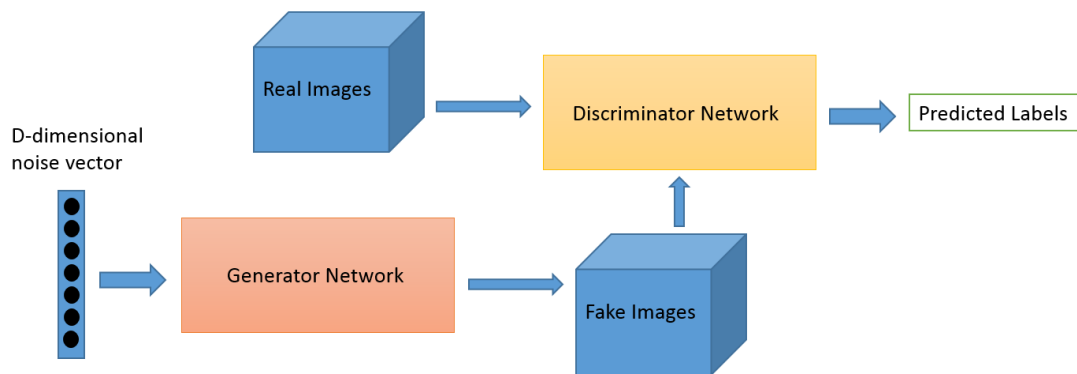 Real Images
Discriminator Network
Predicted Labels
D-dimensional
noise vector
Generator Network
Fake Images